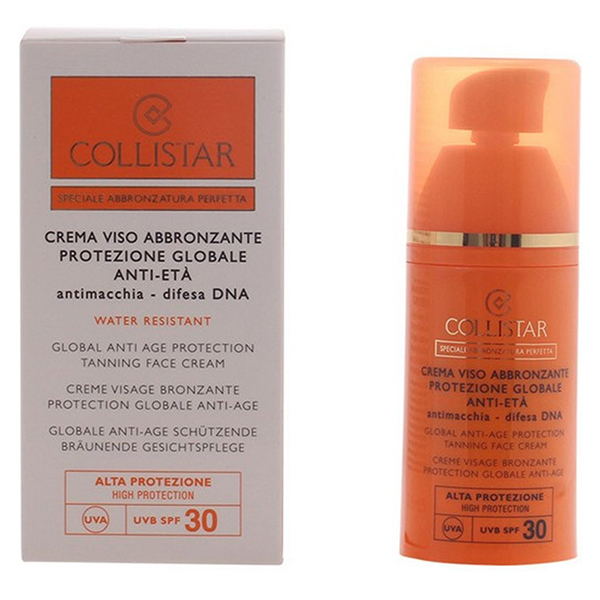 COLLISTAR
SPECIALE ABBRONZATURA PERFETTA
CREMA VISO ABBRONZANTE
PROTEZIONE GLOBALE
ANTI-ETÀ
antimacchia - difesa DNA
WATER RESISTANT
GLOBAL ANTI AGE PROTECTION
TANNING FACE CREAM
CREME VISAGE BRONZANTE
PROTECTION GLOBALE ANTI-AGE
GLOBALE ANTI-AGE SCHÜTZENDE
BRÄUNENDE GESICHTSPFLEGE
ALTA PROTEZIONE
HIGH PROTECTION
UVA UVB SPF 30
COLLISTAR
SPECIALE ABBRONZATURA PERFETTA
CREMA VISO ABBRONZANTE
PROTEZIONE GLOBALE
ANTI-ETÀ
antimacchia - difesa DNA
GLOBAL ANTI-AGE PROTECTION
TANNING FACE CREAM
CREME VISAGE BRONZANTE
PROTECTION GLOBALE ANTI-AGE
ALTA PROTEZIONE
HIGH PROTECTION
UVA UVB SPF 30